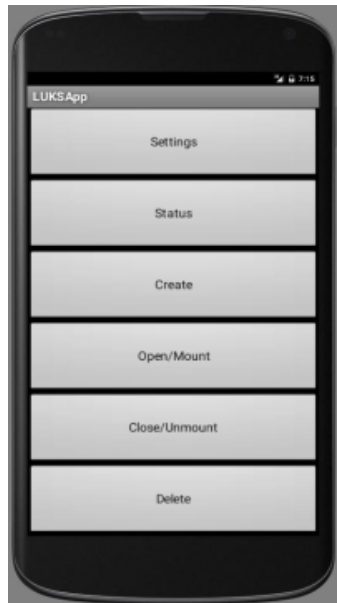 7:15
LUKSApp
Settings
Status
Create
Open/Mount
Close/Unmount
Delete